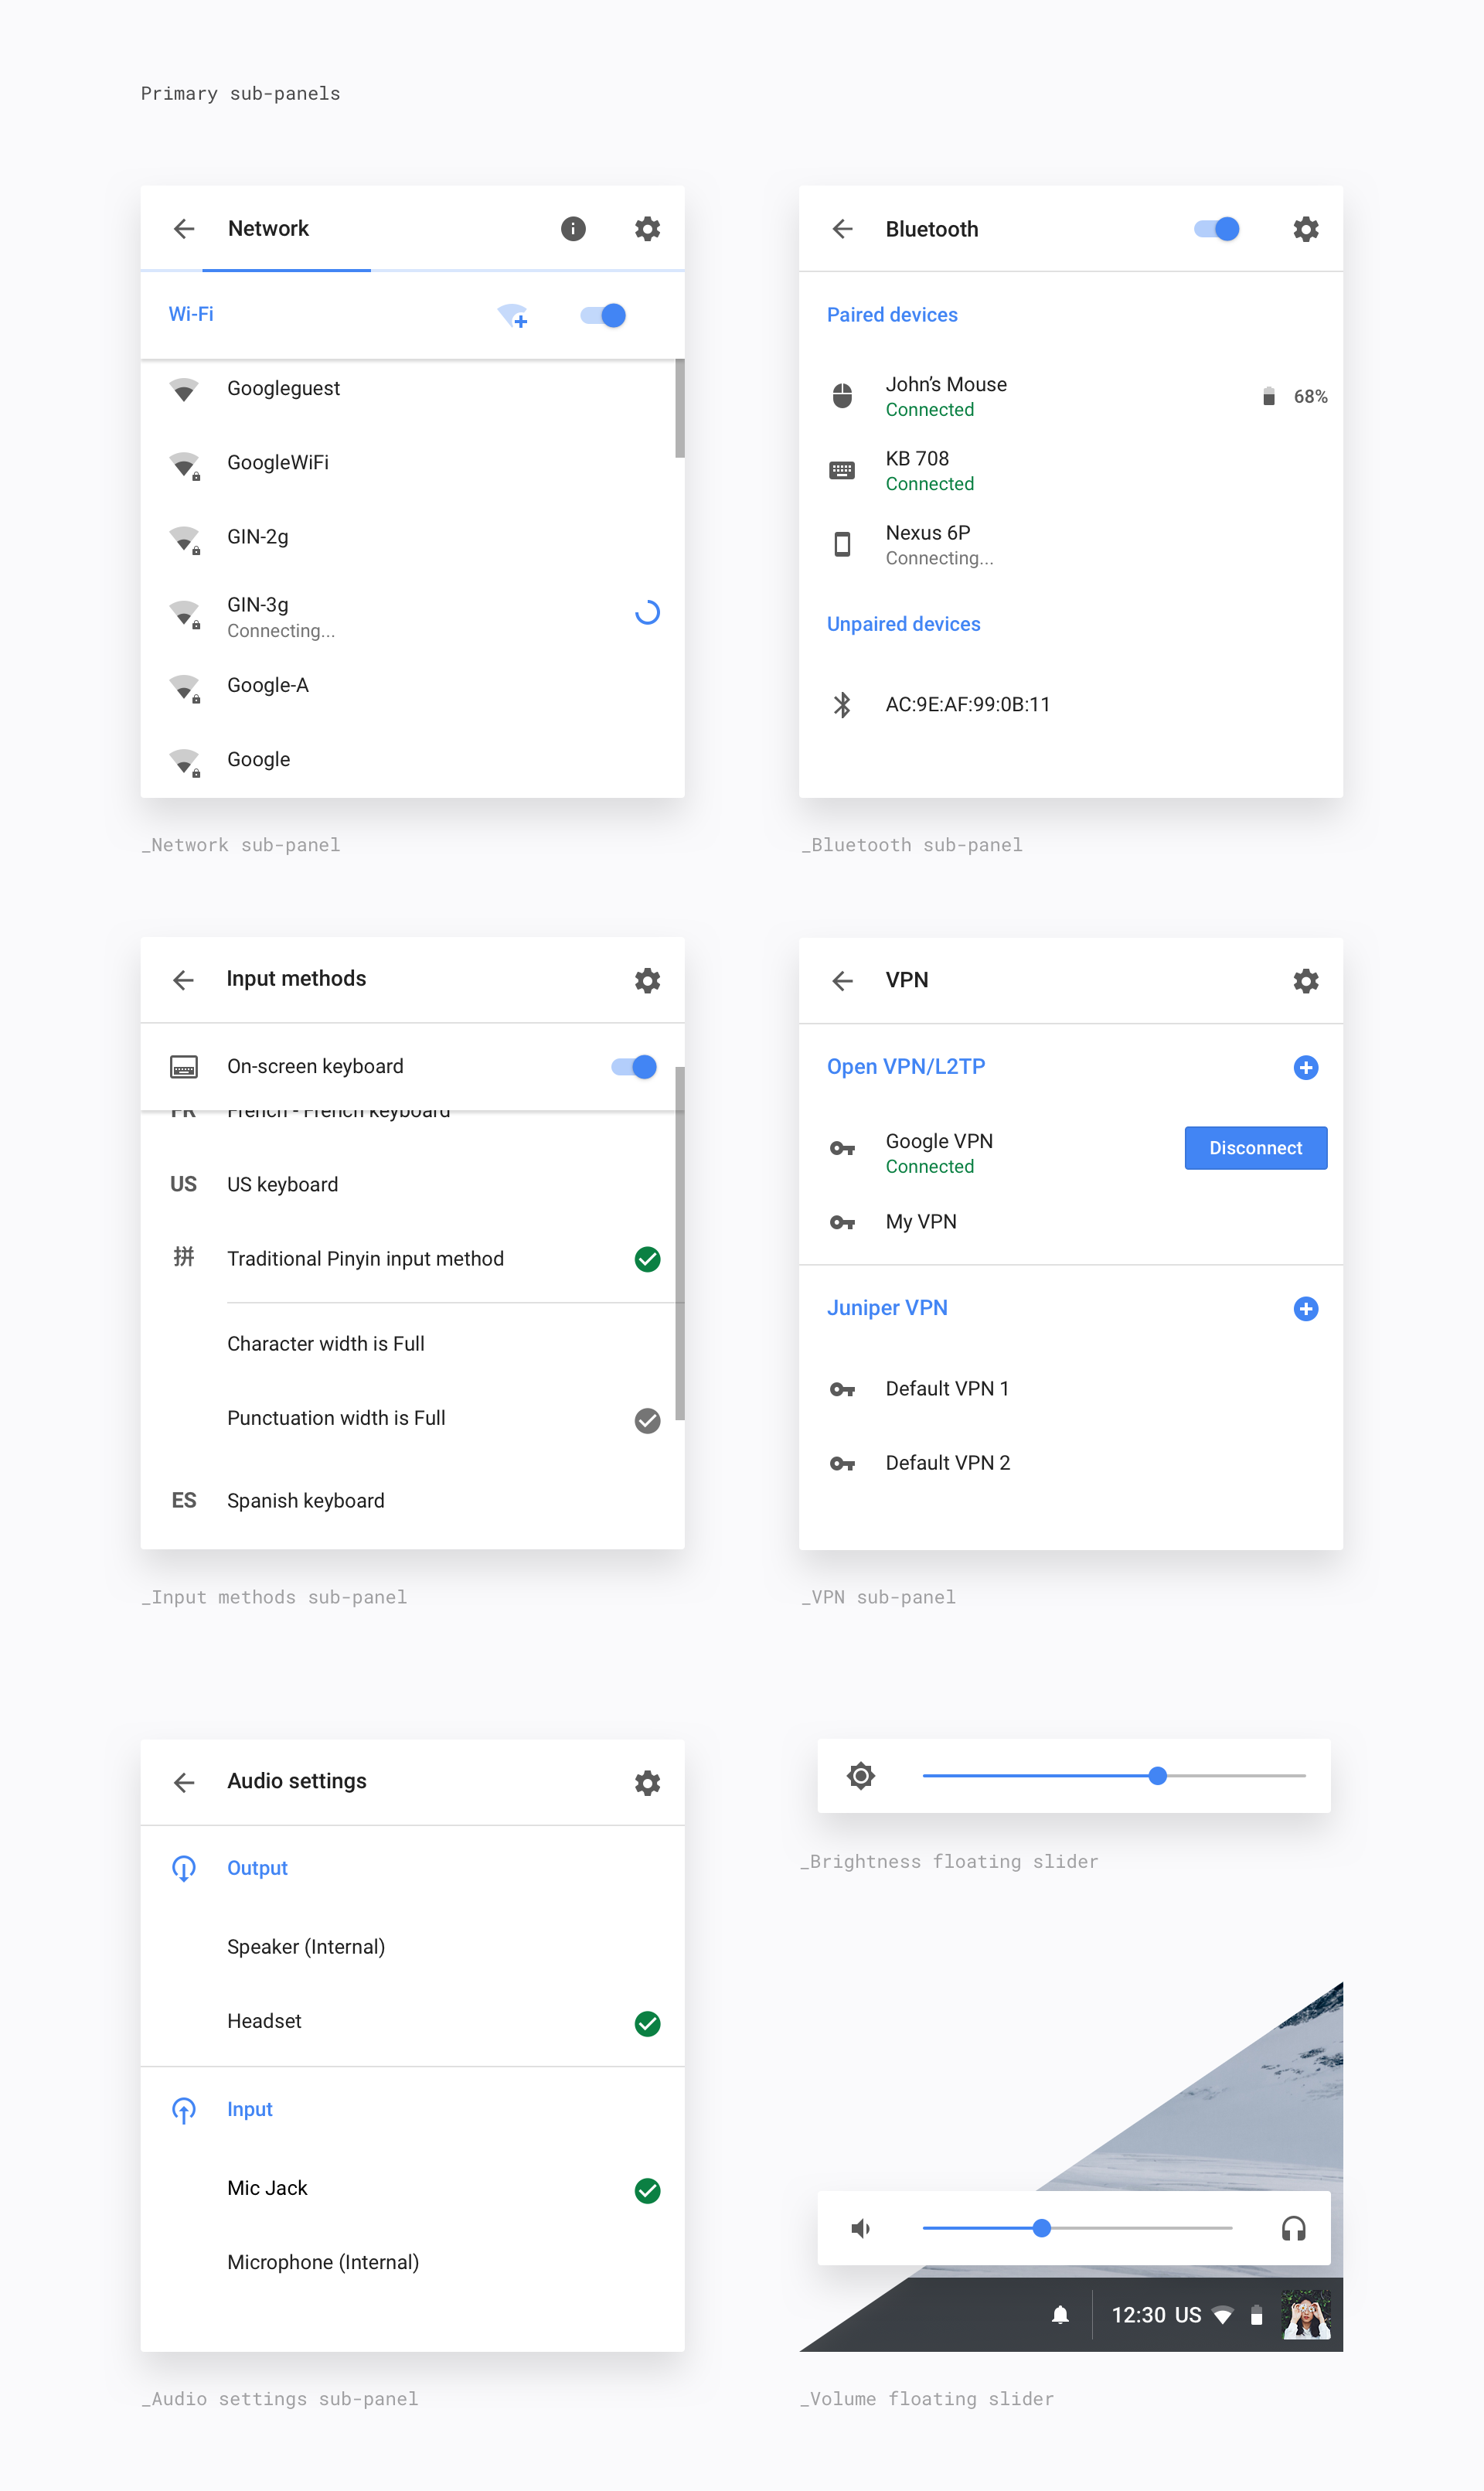 Primary sub-panels
Network
Wi-Fi
Googleguest
GoogleWiFi
GIN-2g
GIN-3g
Connecting...
Google-A
Google
_Network sub-panel
Bluetooth
Paired devices
John’s Mouse
Connected
68%
KB 708
Connected
Nexus 6P
Connecting...
Unpaired devices
AC:9E:AF:99:0B:11
_Bluetooth sub-panel
Input methods
On-screen keyboard
FR French - French keyboard
US US keyboard
拼 Traditional Pinyin input method
Character width is Full
Punctuation width is Full
ES Spanish keyboard
_Input methods sub-panel
VPN
Open VPN/L2TP
Google VPN
Connected
Disconnect
My VPN
Juniper VPN
Default VPN 1
Default VPN 2
_VPN sub-panel
Audio settings
Output
Speaker (Internal)
Headset
Input
Mic Jack
Microphone (Internal)
_Audio settings sub-panel
_Brightness floating slider
12:30 US
_Volume floating slider